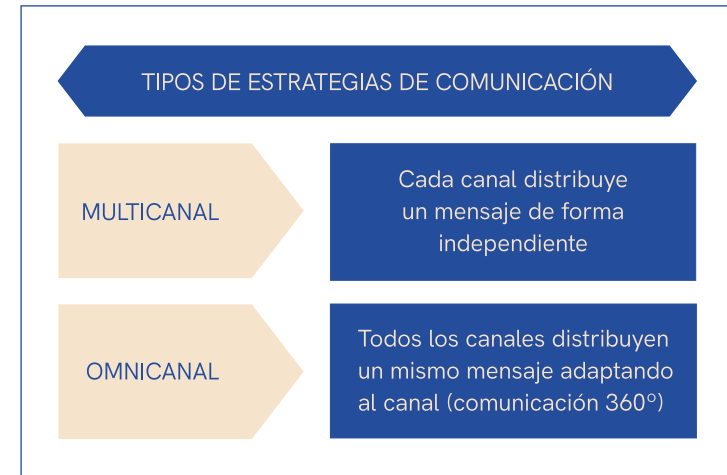 TIPOS DE ESTRATEGIAS DE COMUNICACIÓN
MULTICANAL
Cada canal distribuye
un mensaje de forma
independiente
OMNICANAL
Todos los canales distribuyen
un mismo mensaje adaptando
al canal (comunicación 360º)